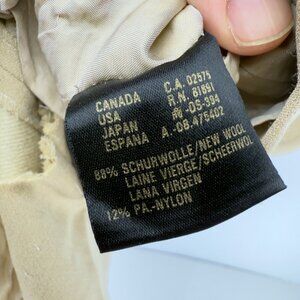 CANADA C.A. 02575
USA R.N. 81651
JAPAN DS-394
ESPANA A.-08.475402
88% SCHURWOLLE/NEW WOOL
LAINE VIERGE/SCHEERWOL
LANA VIRGEN
12% PA-NYLON